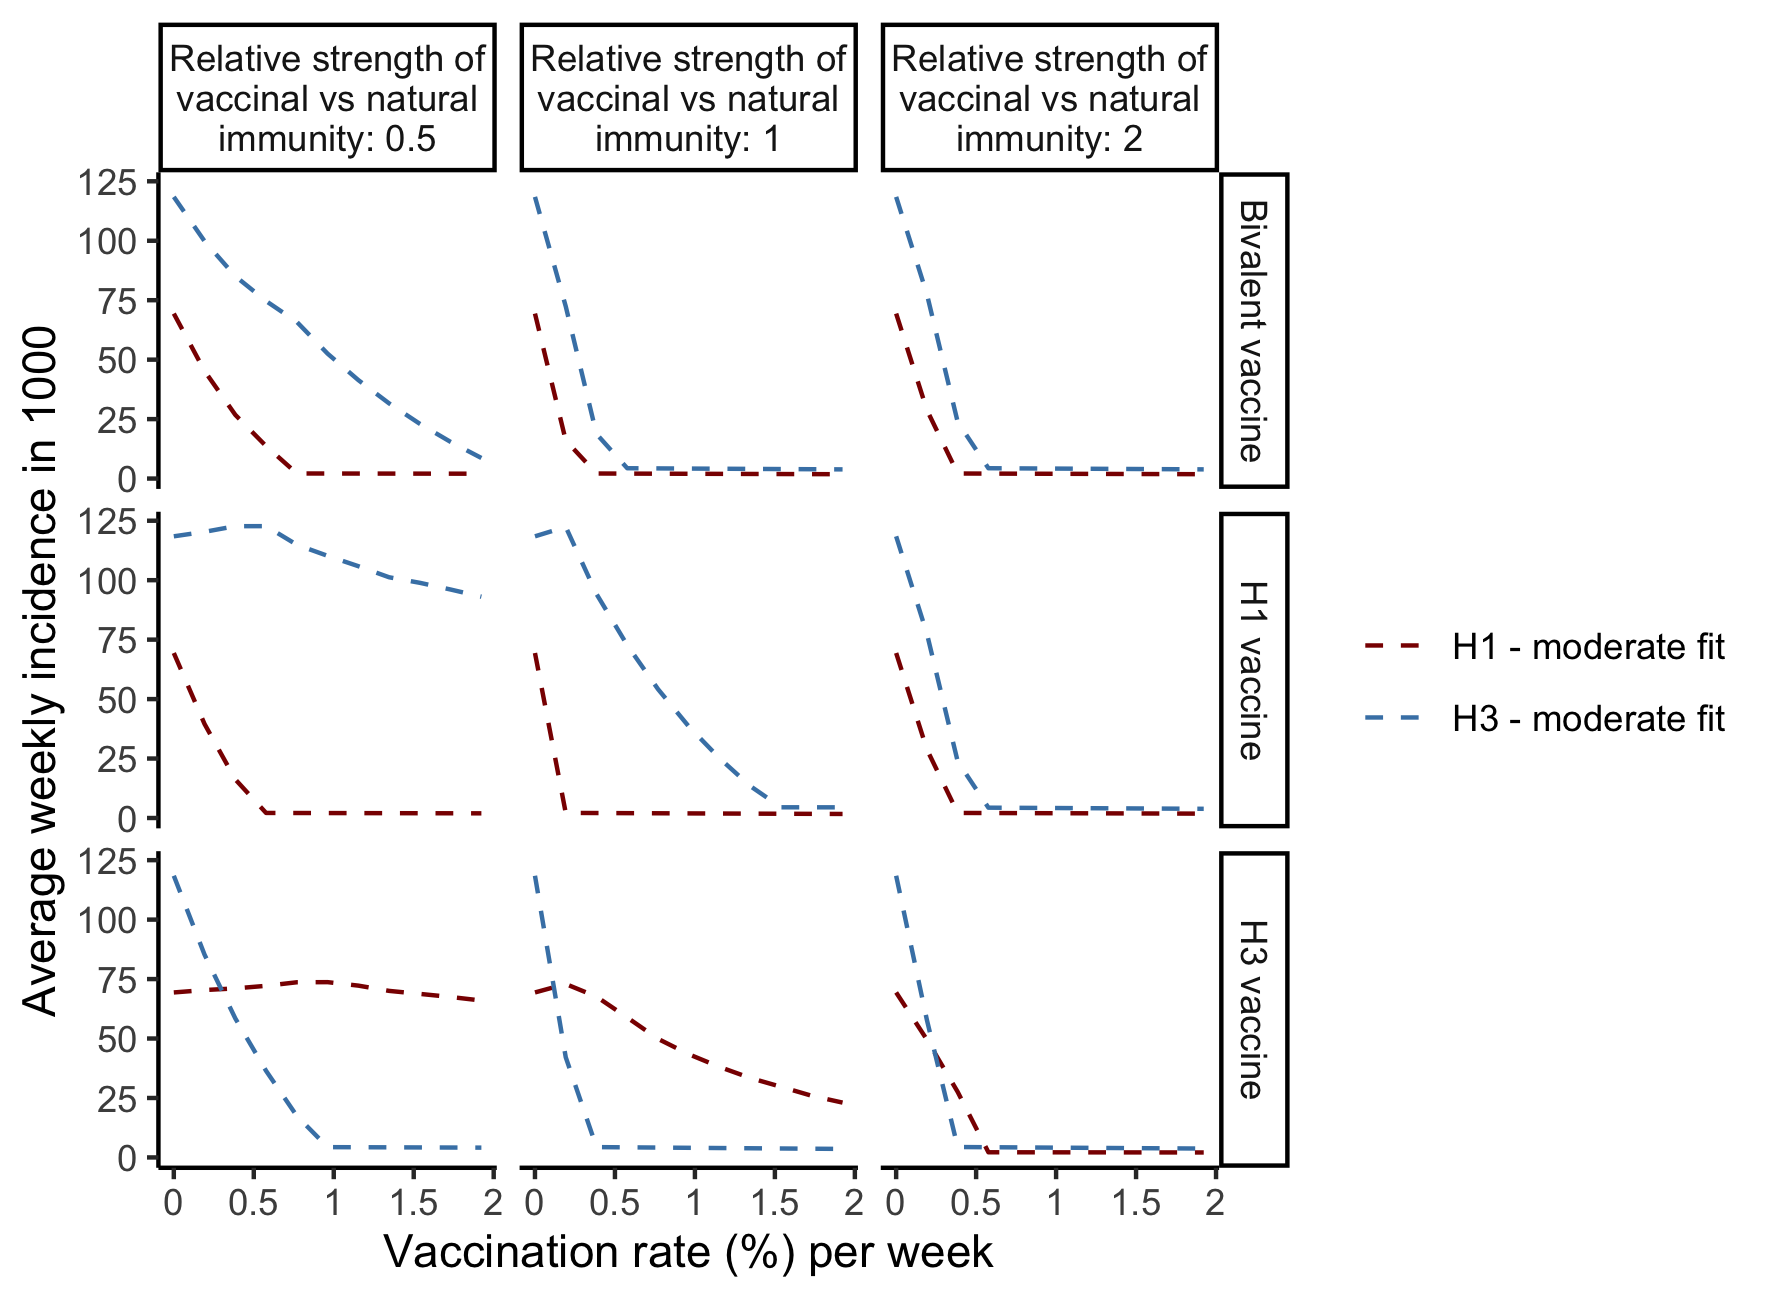 Relative strength of
vaccinal vs natural
immunity: 0.5
Relative strength of
vaccinal vs natural
immunity: 1
Relative strength of
vaccinal vs natural
immunity: 2
Average weekly incidence in 1000
125
100
75
50
25
0
Bivalent vaccine
125
100
75
50
25
0
H1 vaccine
125
100
75
50
25
0
H3 vaccine
0 0.5 1 1.5 2
0 0.5 1 1.5 2
0 0.5 1 1.5 2
Vaccination rate (%) per week
H1 - moderate fit
H3 - moderate fit